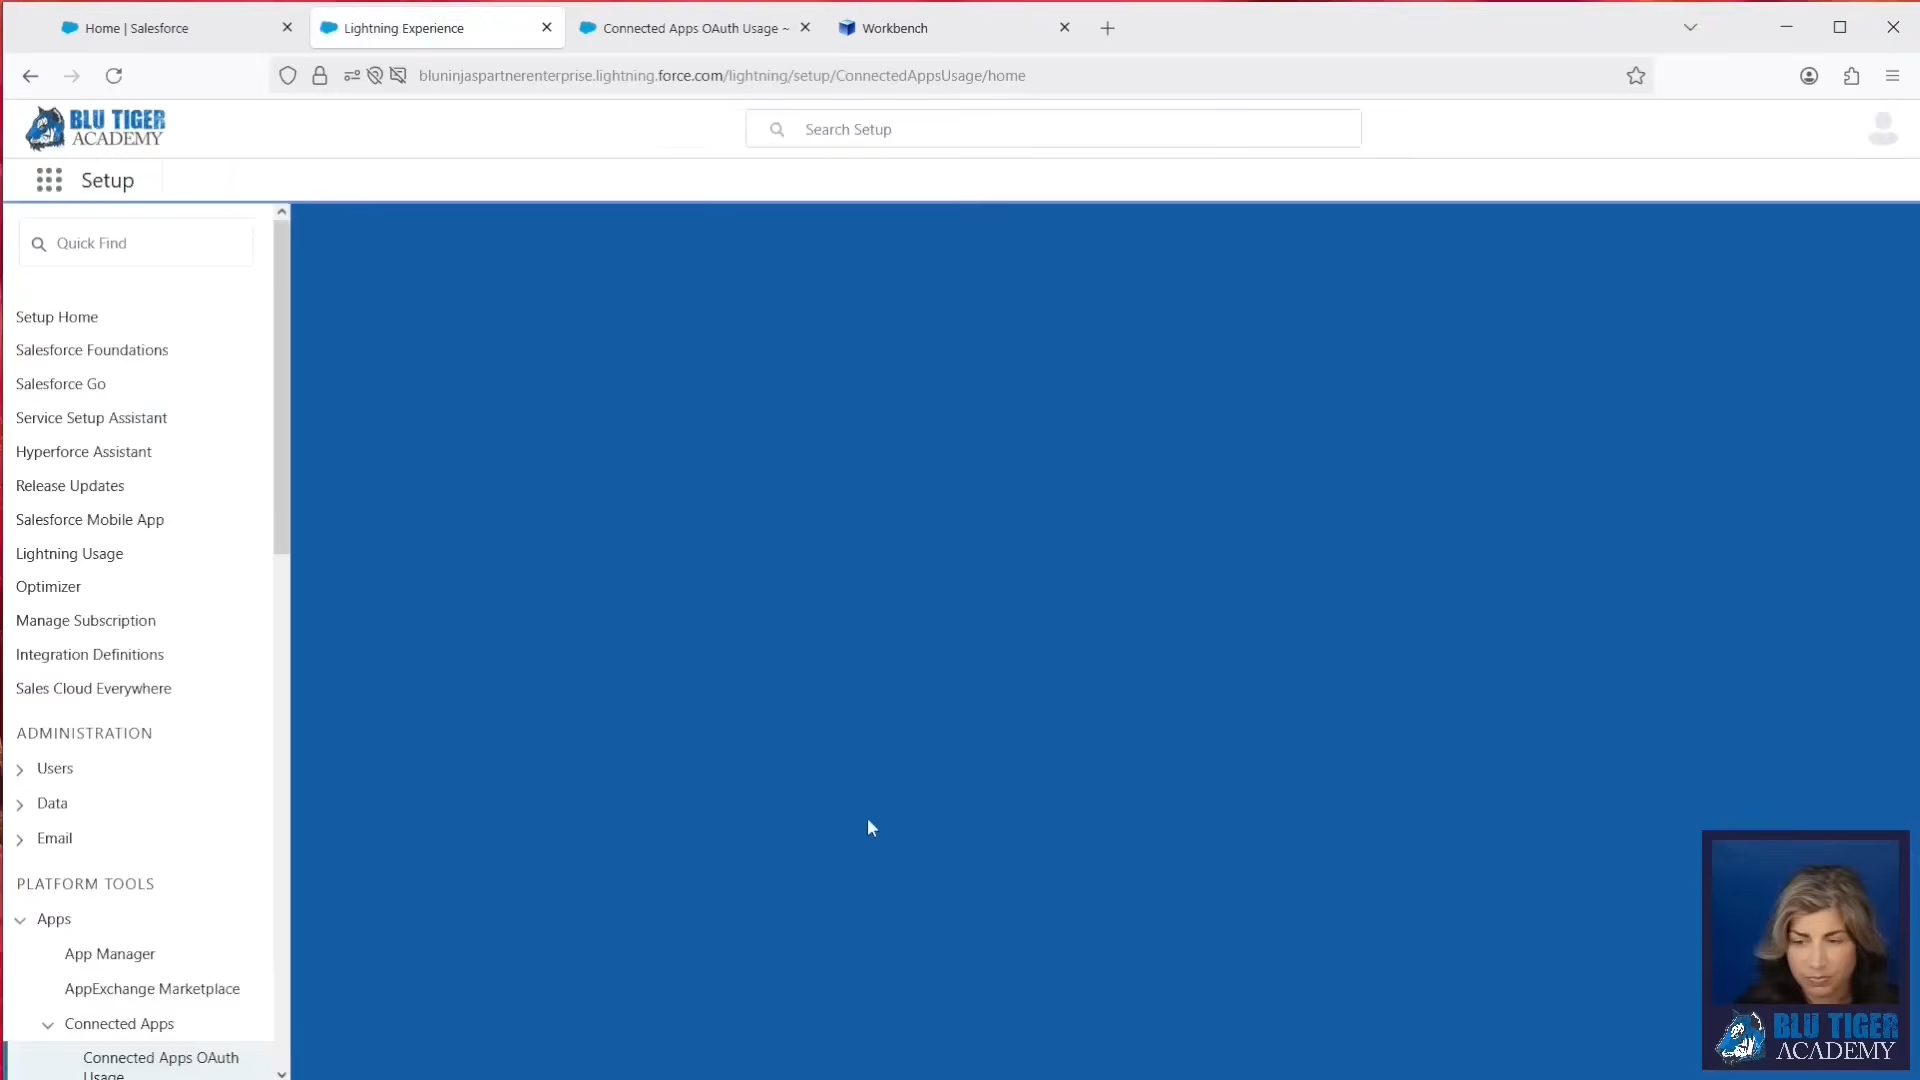 Home | Salesforce
Lightning Experience
Connected Apps OAuth Usage ~
Workbench
bluninjaspartnerenterprise.lightning.force.com/lightning/setup/ConnectedAppsUsage/home
BLU TIGER
ACADEMY
Search Setup
Setup
Quick Find
Setup Home
Salesforce Foundations
Salesforce Go
Service Setup Assistant
Hyperforce Assistant
Release Updates
Salesforce Mobile App
Lightning Usage
Optimizer
Manage Subscription
Integration Definitions
Sales Cloud Everywhere
ADMINISTRATION
Users
Data
Email
PLATFORM TOOLS
Apps
App Manager
AppExchange Marketplace
Connected Apps
Connected Apps OAuth
Usage
BLU TIGER
ACADEMY